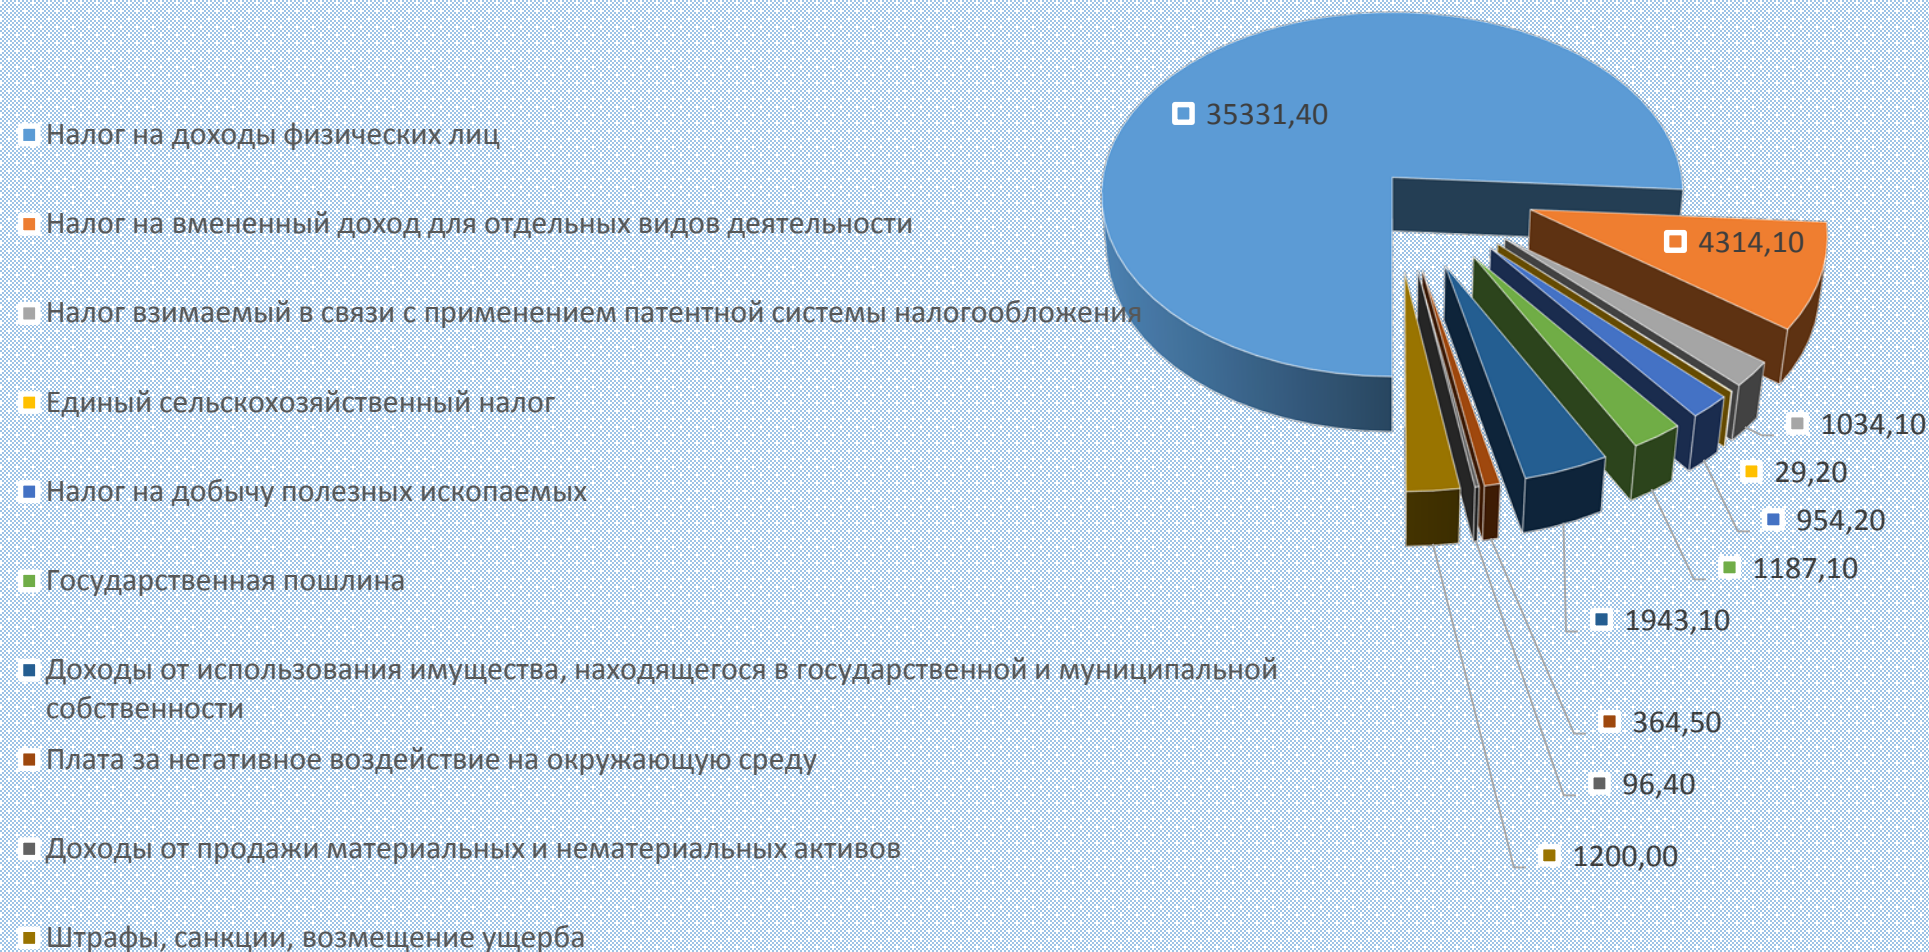 Налог на доходы физических лиц
Налог на вмененный доход для отдельных видов деятельности
Налог взимаемый в связи с применением патентной системы налогообложения
Единый сельскохозяйственный налог
Налог на добычу полезных ископаемых
Государственная пошлина
Доходы от использования имущества, находящегося в государственной и муниципальной
собственности
Плата за негативное воздействие на окружающую среду
Доходы от продажи материальных и нематериальных активов
Штрафы, санкции, возмещение ущерба
35331,40
4314,10
1034,10
29,20
954,20
1187,10
1943,10
364,50
96,40
1200,00